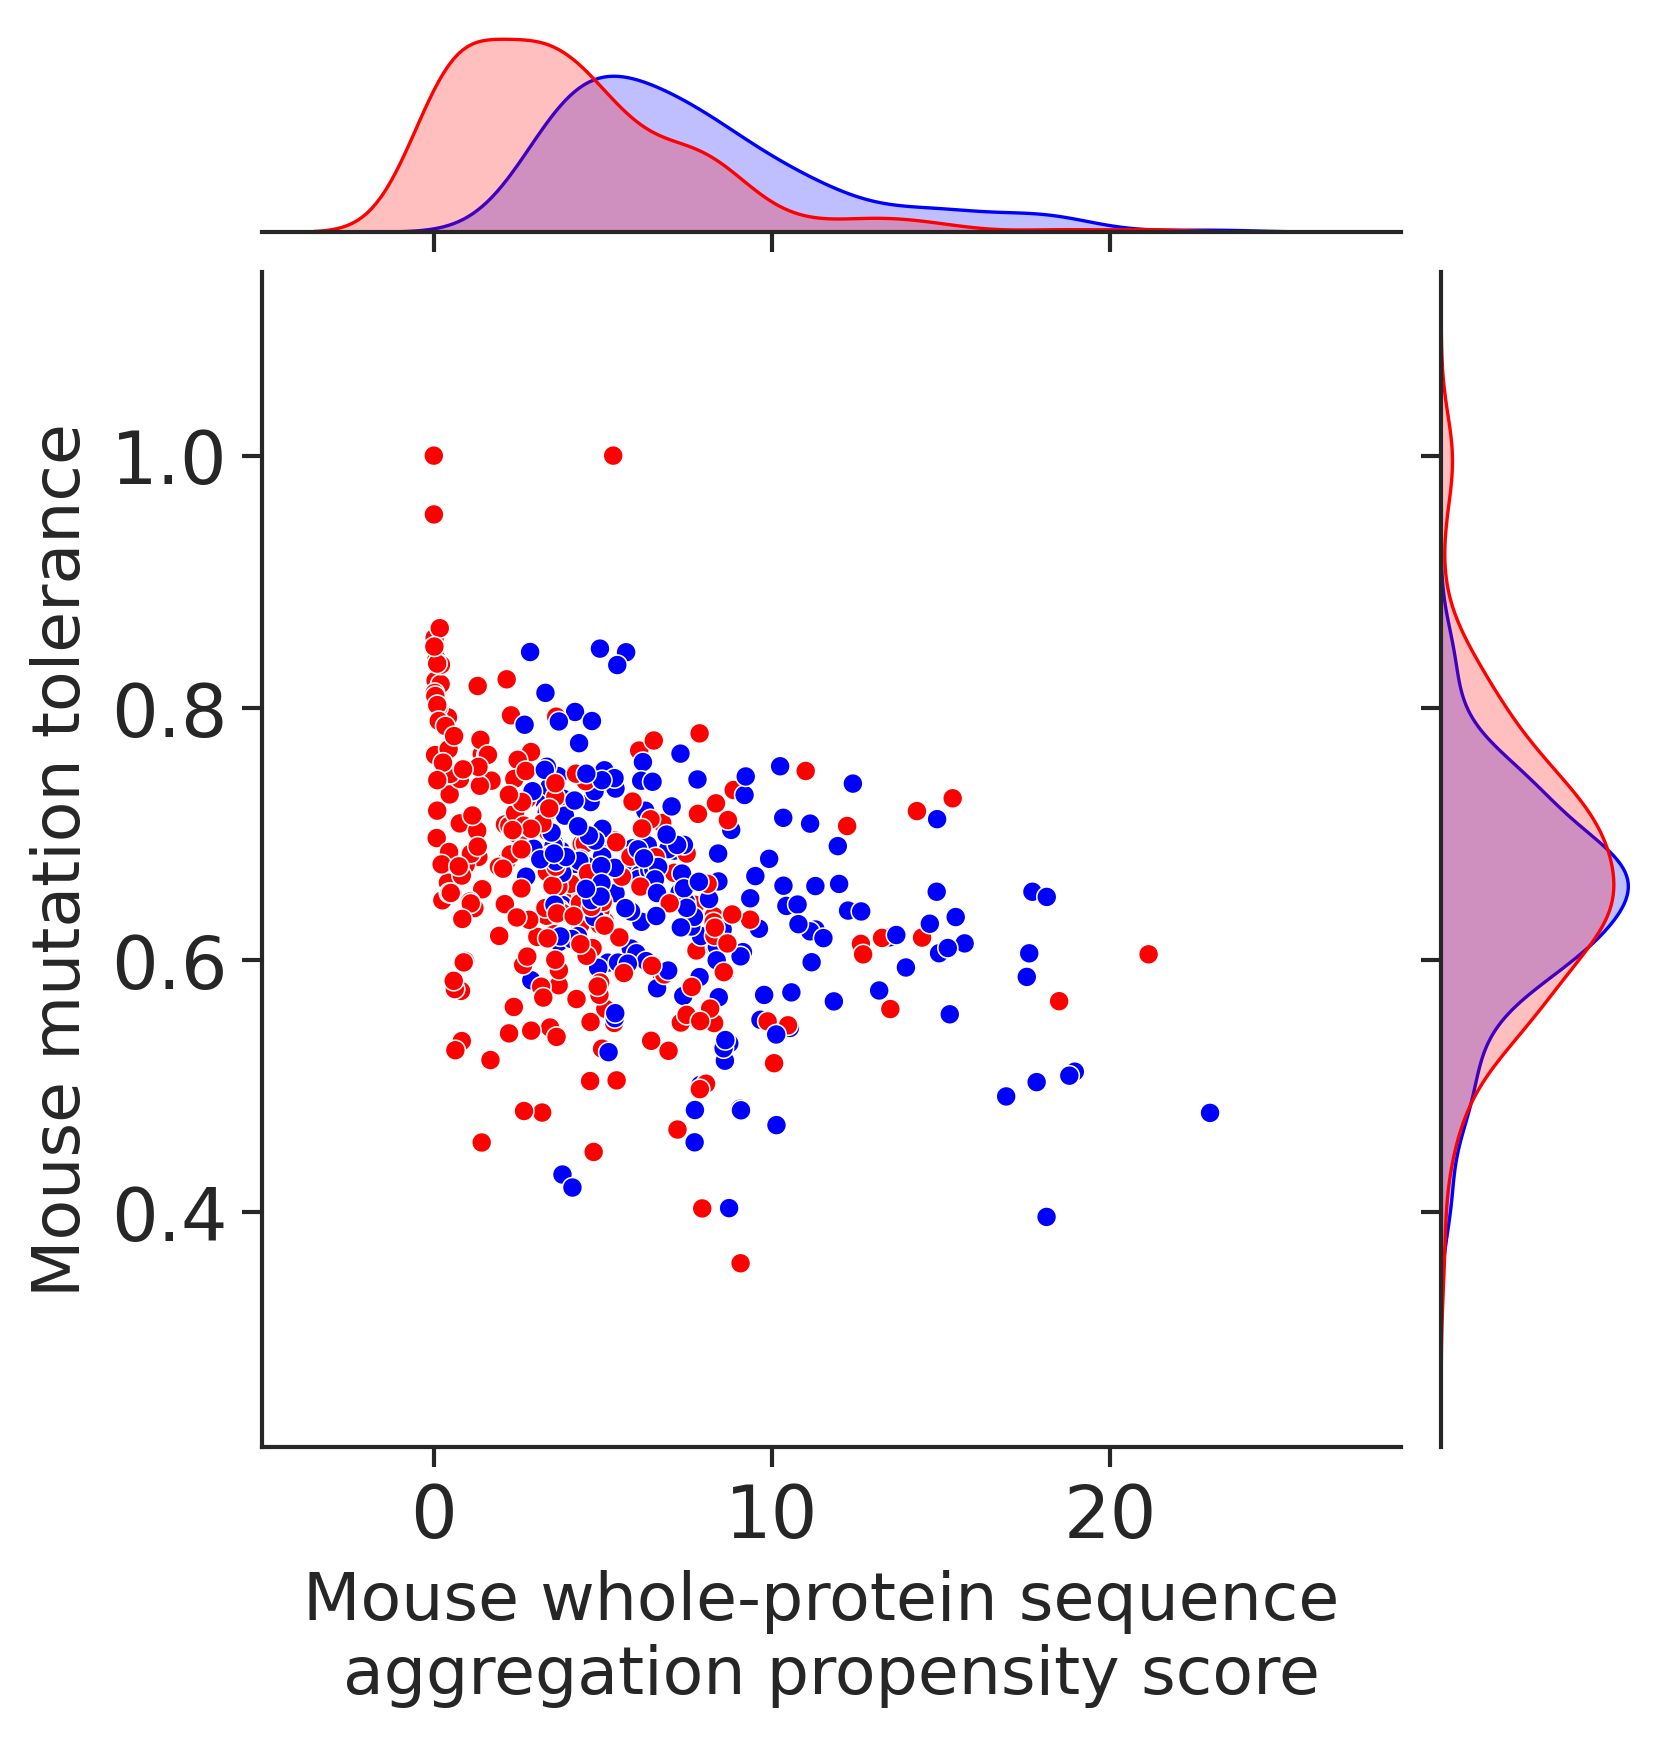 Mouse mutation tolerance
1.0
0.8
0.6
0.4
0 10 20
Mouse whole-protein sequence
aggregation propensity score